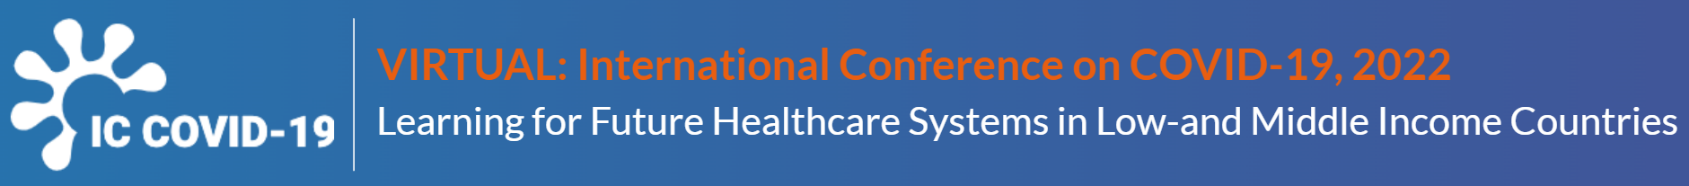 IC COVID-19
VIRTUAL: International Conference on COVID-19, 2022
Learning for Future Healthcare Systems in Low-and Middle Income Countries